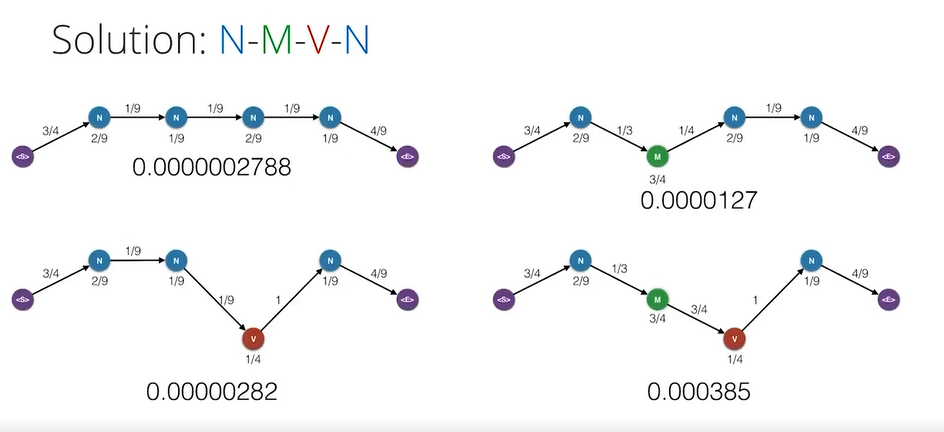 Solution: N-M-V-N
3/4 1/9 1/9 1/9 4/9
<S> N N N N <E>
2/9 1/9 2/9 1/9
0.0000002788
3/4 1/3 1/4 1/9 4/9
<S> N M N N <E>
2/9 3/4 2/9 1/9
0.0000127
3/4 1/9 1/9 1 4/9
<S> N N V N <E>
2/9 1/9 1/4 1/9
0.00000282
3/4 1/3 3/4 1 4/9
<S> N M V N <E>
2/9 3/4 1/4 1/9
0.000385